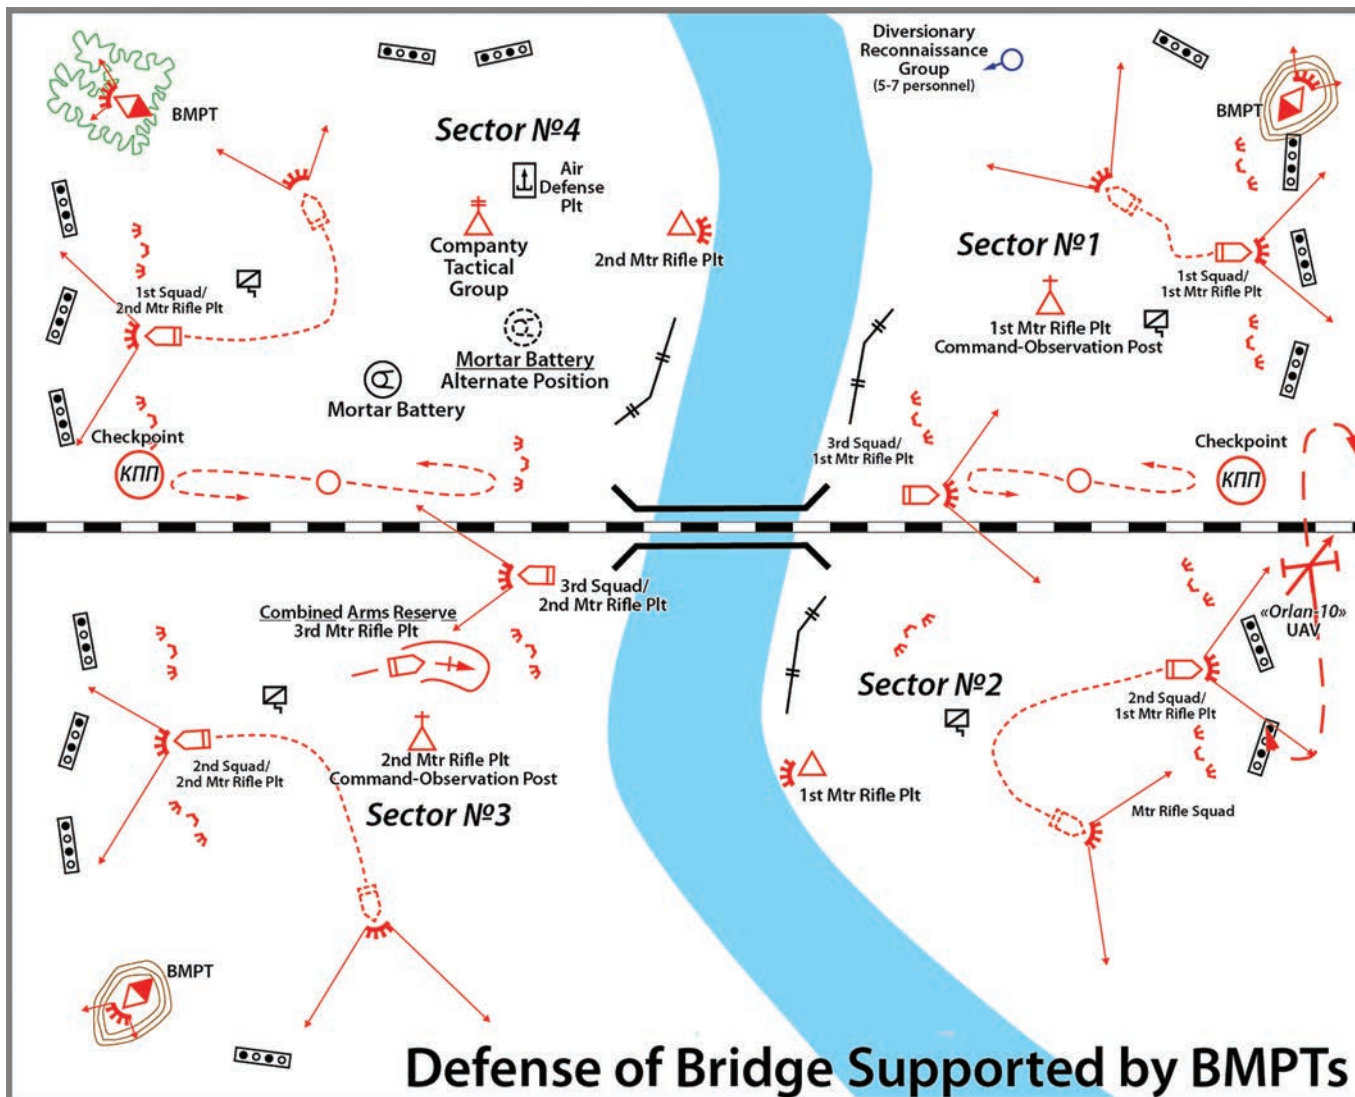 Diversionary
Reconnaissance
Group
(5-7 personnel)
BMPT
BMPT
Sector №4
Air
Defense
Plt
Companty
Tactical
Group
2nd Mtr Rifle Plt
Sector №1
1st Squad/
2nd Mtr Rifle Plt
1st Squad/
1st Mtr Rifle Plt
1st Mtr Rifle Plt
Command-Observation Post
Mortar Battery
Alternate Position
Mortar Battery
Checkpoint
КПП
3rd Squad/
1st Mtr Rifle Plt
Checkpoint
КПП
3rd Squad/
2nd Mtr Rifle Plt
Combined Arms Reserve
3rd Mtr Rifle Plt
«Orlan-10»
UAV
Sector №2
2nd Squad/
1st Mtr Rifle Plt
2nd Squad/
2nd Mtr Rifle Plt
2nd Mtr Rifle Plt
Command-Observation Post
Sector №3
1st Mtr Rifle Plt
Mtr Rifle Squad
BMPT
Defense of Bridge Supported by BMPTs